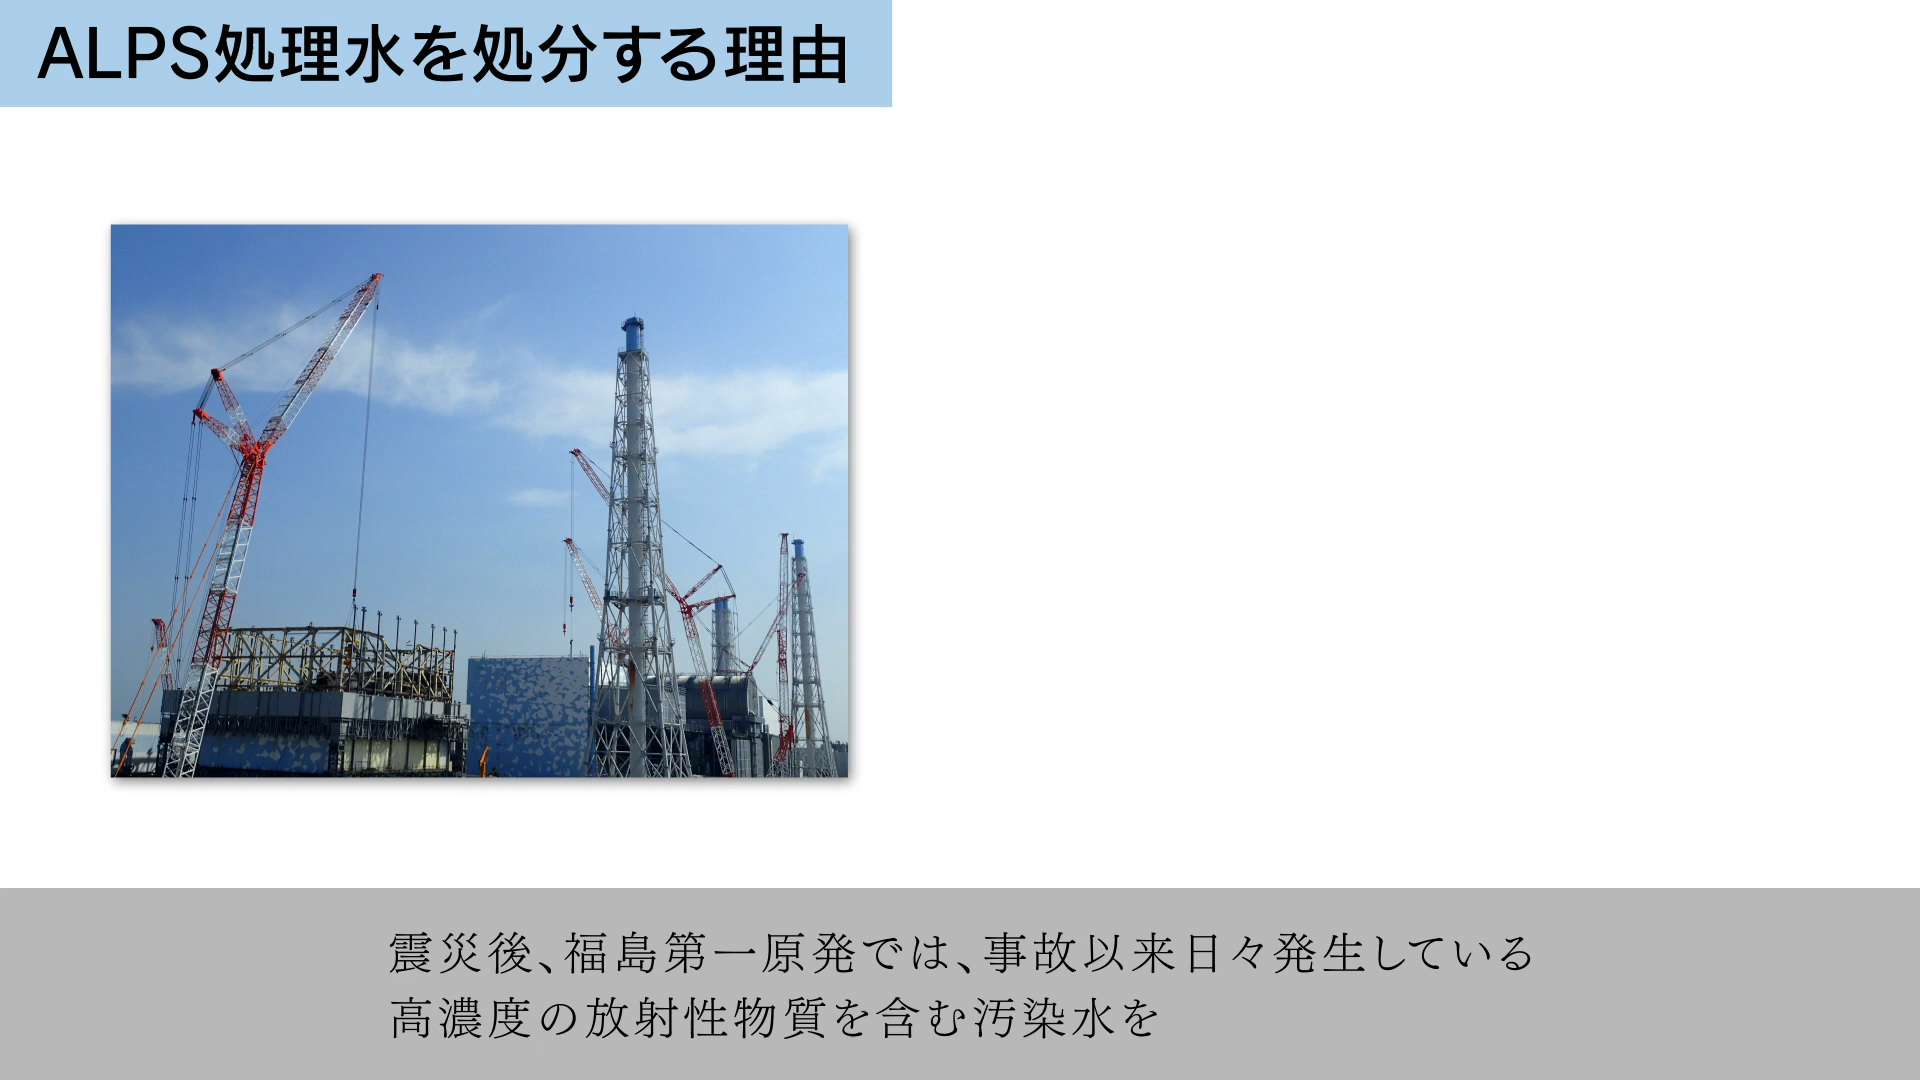 ALPS処理水を処分する理由
震災後、福島第一原発では、事故以来日々発生している
高濃度の放射性物質を含む汚染水を